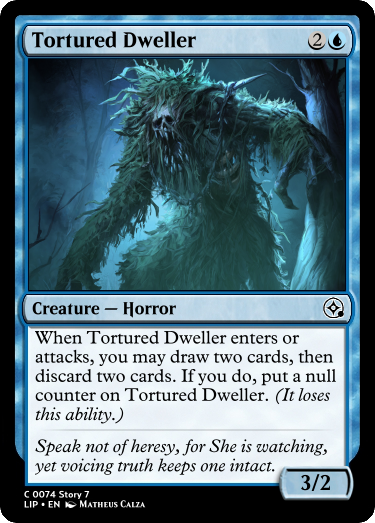 Tortured Dweller 2
Creature — Horror
When Tortured Dweller enters or
attacks, you may draw two cards, then
discard two cards. If you do, put a null
counter on Tortured Dweller. (It loses
this ability.)
Speak not of heresy, for She is watching,
yet voicing truth keeps one intact.
3/2
C 0074 Story 7
LIP • EN Matheus Calza